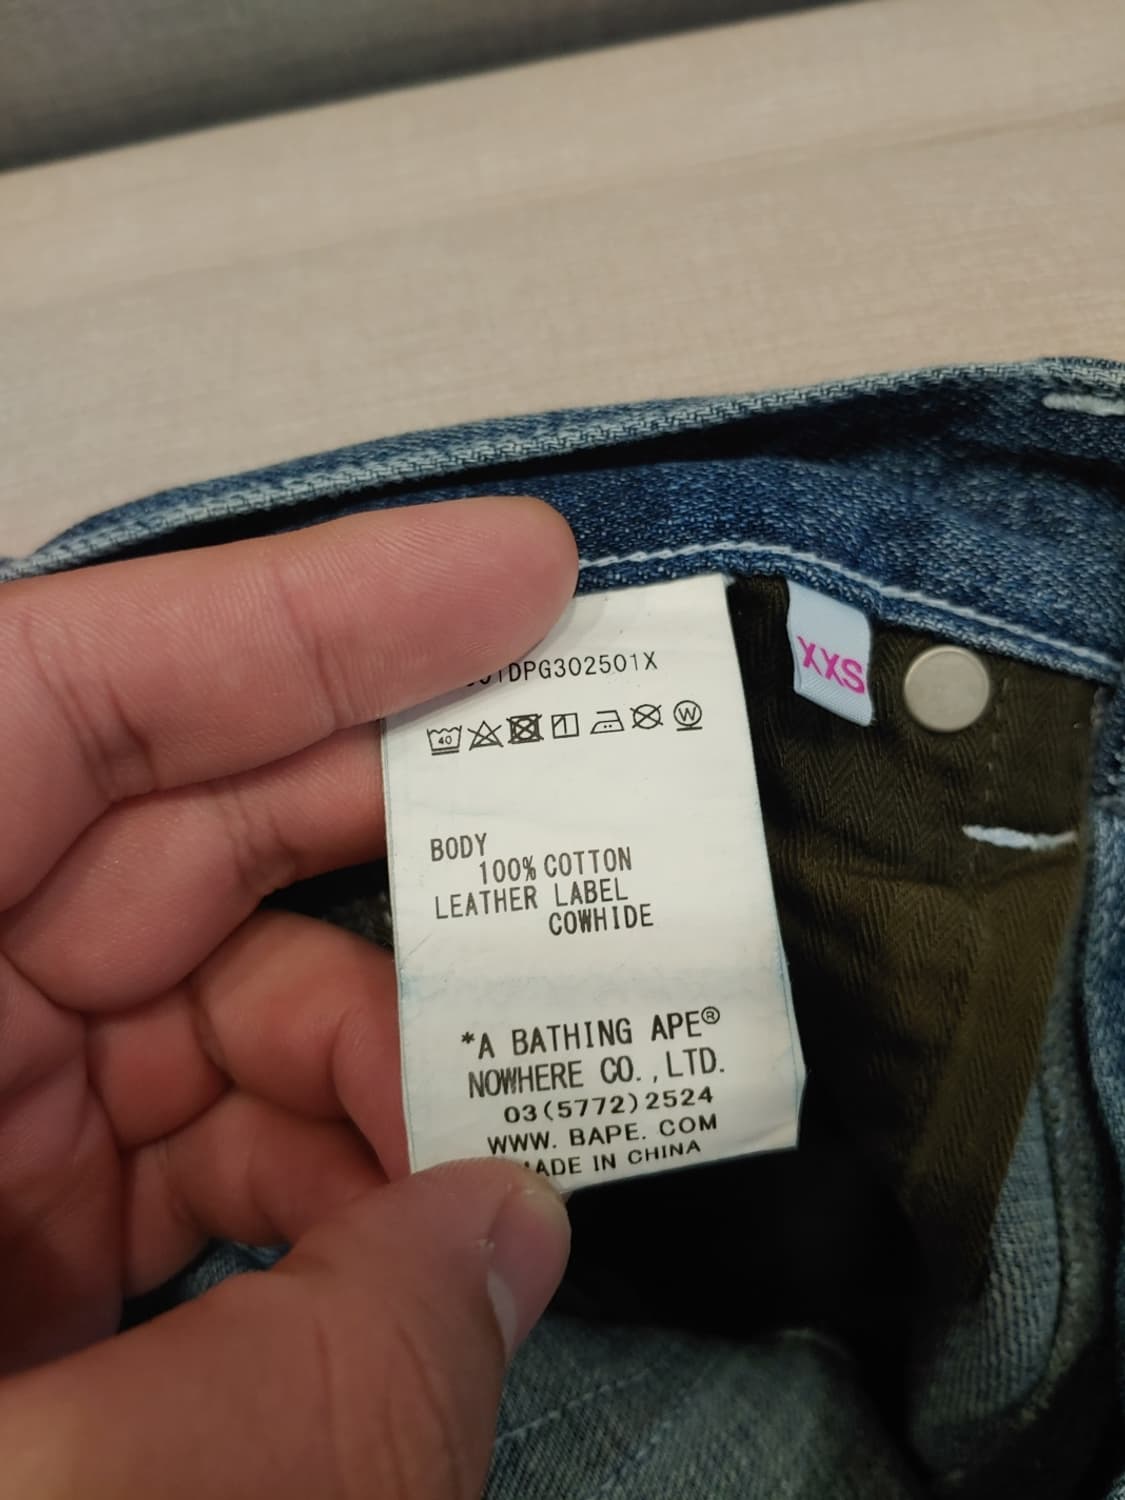 DPG302501X
40 W
BODY
100% COTTON
LEATHER LABEL
COWHIDE
*A BATHING APE®
NOWHERE CO.,LTD.
03(5772)2524
WWW. BAPE. COM
ADE IN CHINA
XXS